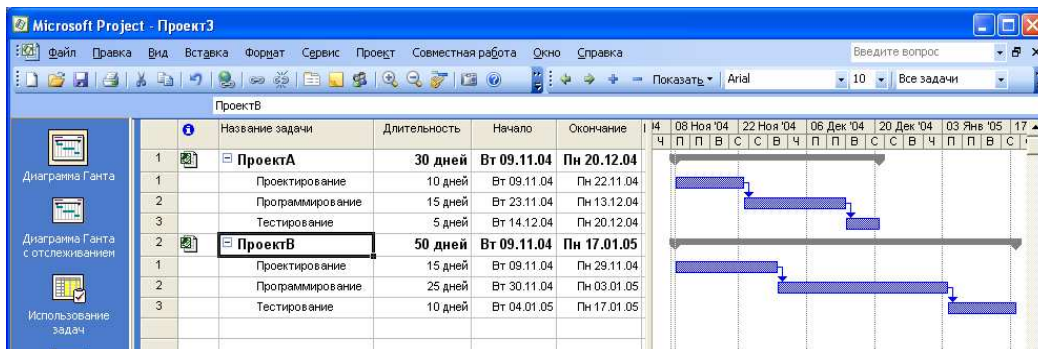 Microsoft Project - Проект3
Файл Правка Вид Вставка Формат Сервис Проект Совместная работа Окно Справка Введите вопрос
Показать Arial 10 Все задачи
ПроектВ
Название задачи Длительность Начало Окончание '04 08 Ноя '04 22 Ноя '04 06 Дек '04 20 Дек '04 03 Янв '05 17
Ч П П В С С В Ч П П В С С В Ч П П В С
1 ПроектА 30 дней Вт 09.11.04 Пн 20.12.04
1 Проектирование 10 дней Вт 09.11.04 Пн 22.11.04
2 Программирование 15 дней Вт 23.11.04 Пн 13.12.04
3 Тестирование 5 дней Вт 14.12.04 Пн 20.12.04
2 ПроектВ 50 дней Вт 09.11.04 Пн 17.01.05
1 Проектирование 15 дней Вт 09.11.04 Пн 29.11.04
2 Программирование 25 дней Вт 30.11.04 Пн 03.01.05
3 Тестирование 10 дней Вт 04.01.05 Пн 17.01.05
Диаграмма Ганта
Диаграмма Ганта
с отслеживанием
Использование
задач